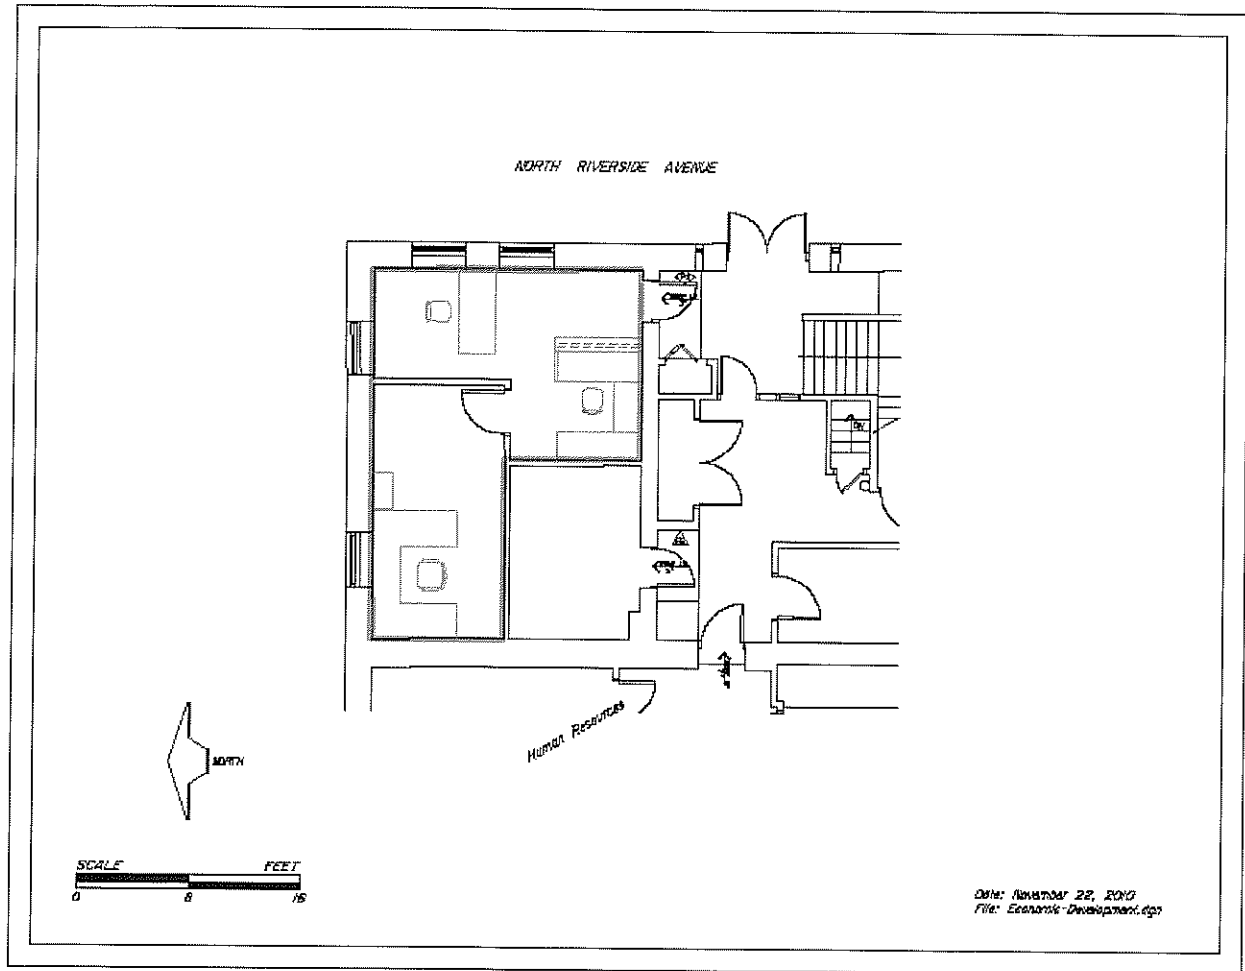 NORTH RIVERSIDE AVENUE
DN
Human Resources
NORTH
SCALE FEET
0 8 16
Date: November 22, 2010
File: Economic-Development.dgn